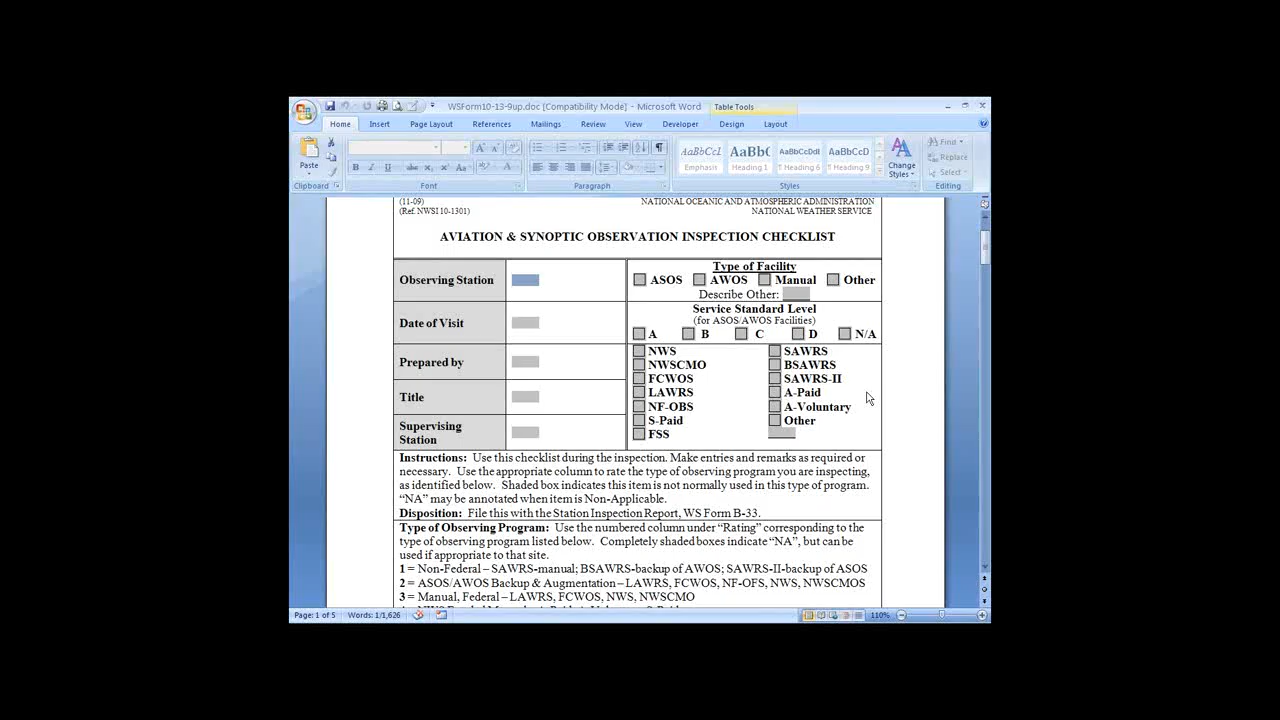 WSForm10-13-9up.doc [Compatibility Mode] - Microsoft Word
Table Tools
Home Insert Page Layout References Mailings Review View Developer Design Layout
Paste
Clipboard
Font
Paragraph
AaBbCcI AaBbC AaBbCcDdI AaBbCcD
Emphasis Heading 1 ¶ Heading 6 ¶ Heading 9
Change Styles
Styles
Find
Replace
Select
Editing
(11-09) NATIONAL OCEANIC AND ATMOSPHERIC ADMINISTRATION
(Ref. NWSI 10-1301) NATIONAL WEATHER SERVICE
AVIATION & SYNOPTIC OBSERVATION INSPECTION CHECKLIST
Observing Station
Type of Facility
ASOS AWOS Manual Other
Describe Other:
Date of Visit
Service Standard Level
(for ASOS/AWOS Facilities)
A B C D N/A
Prepared by
Title
Supervising
Station
NWS SAWRS
NWSCMO BSAWRS
FCWOS SAWRS-II
LAWRS A-Paid
NF-OBS A-Voluntary
S-Paid Other
FSS
Instructions: Use this checklist during the inspection. Make entries and remarks as required or
necessary. Use the appropriate column to rate the type of observing program you are inspecting,
as identified below. Shaded box indicates this item is not normally used in this type of program.
“NA” may be annotated when item is Non-Applicable.
Disposition: File this with the Station Inspection Report, WS Form B-33.
Type of Observing Program: Use the numbered column under “Rating” corresponding to the
type of observing program listed below. Completely shaded boxes indicate “NA”, but can be
used if appropriate to that site.
1 = Non-Federal – SAWRS-manual; BSAWRS-backup of AWOS; SAWRS-II-backup of ASOS
2 = ASOS/AWOS Backup & Augmentation – LAWRS, FCWOS, NF-OFS, NWS, NWSCMOS
3 = Manual, Federal – LAWRS, FCWOS, NWS, NWSCMO
Page: 1 of 5 Words: 1/1,626 110%